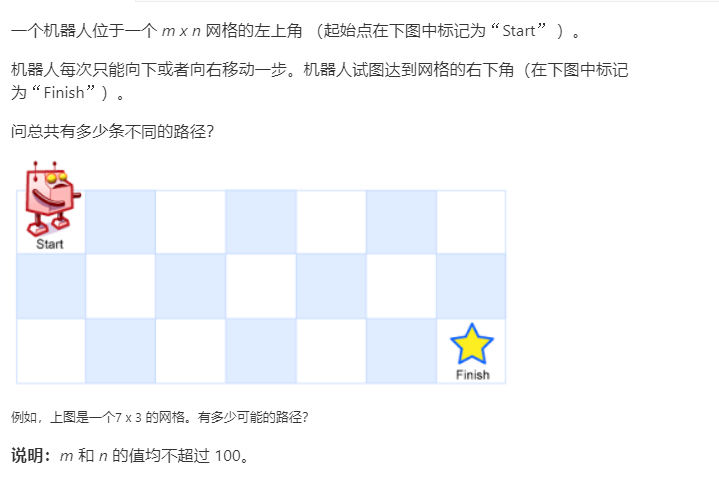 一个机器人位于一个 m x n 网格的左上角 （起始点在下图中标记为“Start” ）。
机器人每次只能向下或者向右移动一步。机器人试图达到网格的右下角（在下图中标记
为“Finish”）。
问总共有多少条不同的路径？
Start
Finish
例如，上图是一个7 x 3 的网格。有多少可能的路径？
说明：m 和 n 的值均不超过 100。